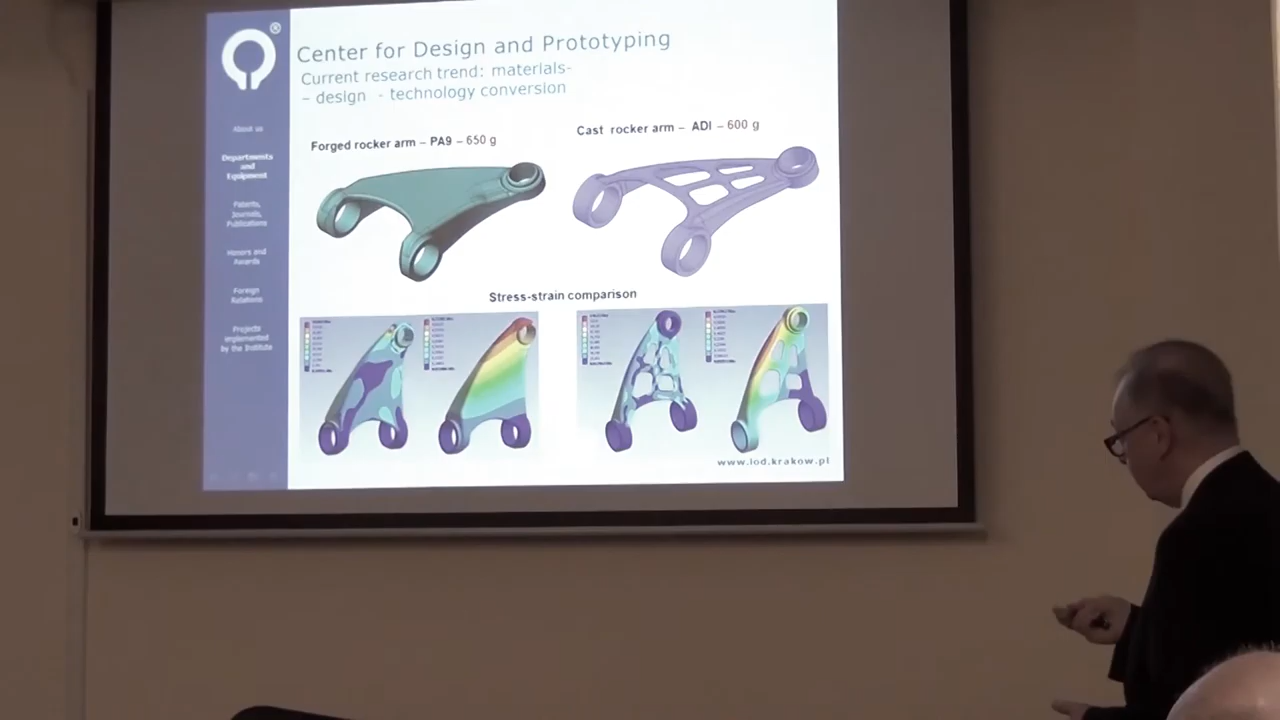 ®
Center for Design and Prototyping
Current research trend: materials-
– design - technology conversion
About us
Departments
and
Equipment
Patents,
Journals,
Publications
Honors and
Awards
Foreign
Relations
Projects
implemented
by the Institute
Forged rocker arm – PA9 – 650 g
Cast rocker arm – ADI – 600 g
Stress-strain comparison
www.iod.krakow.pl